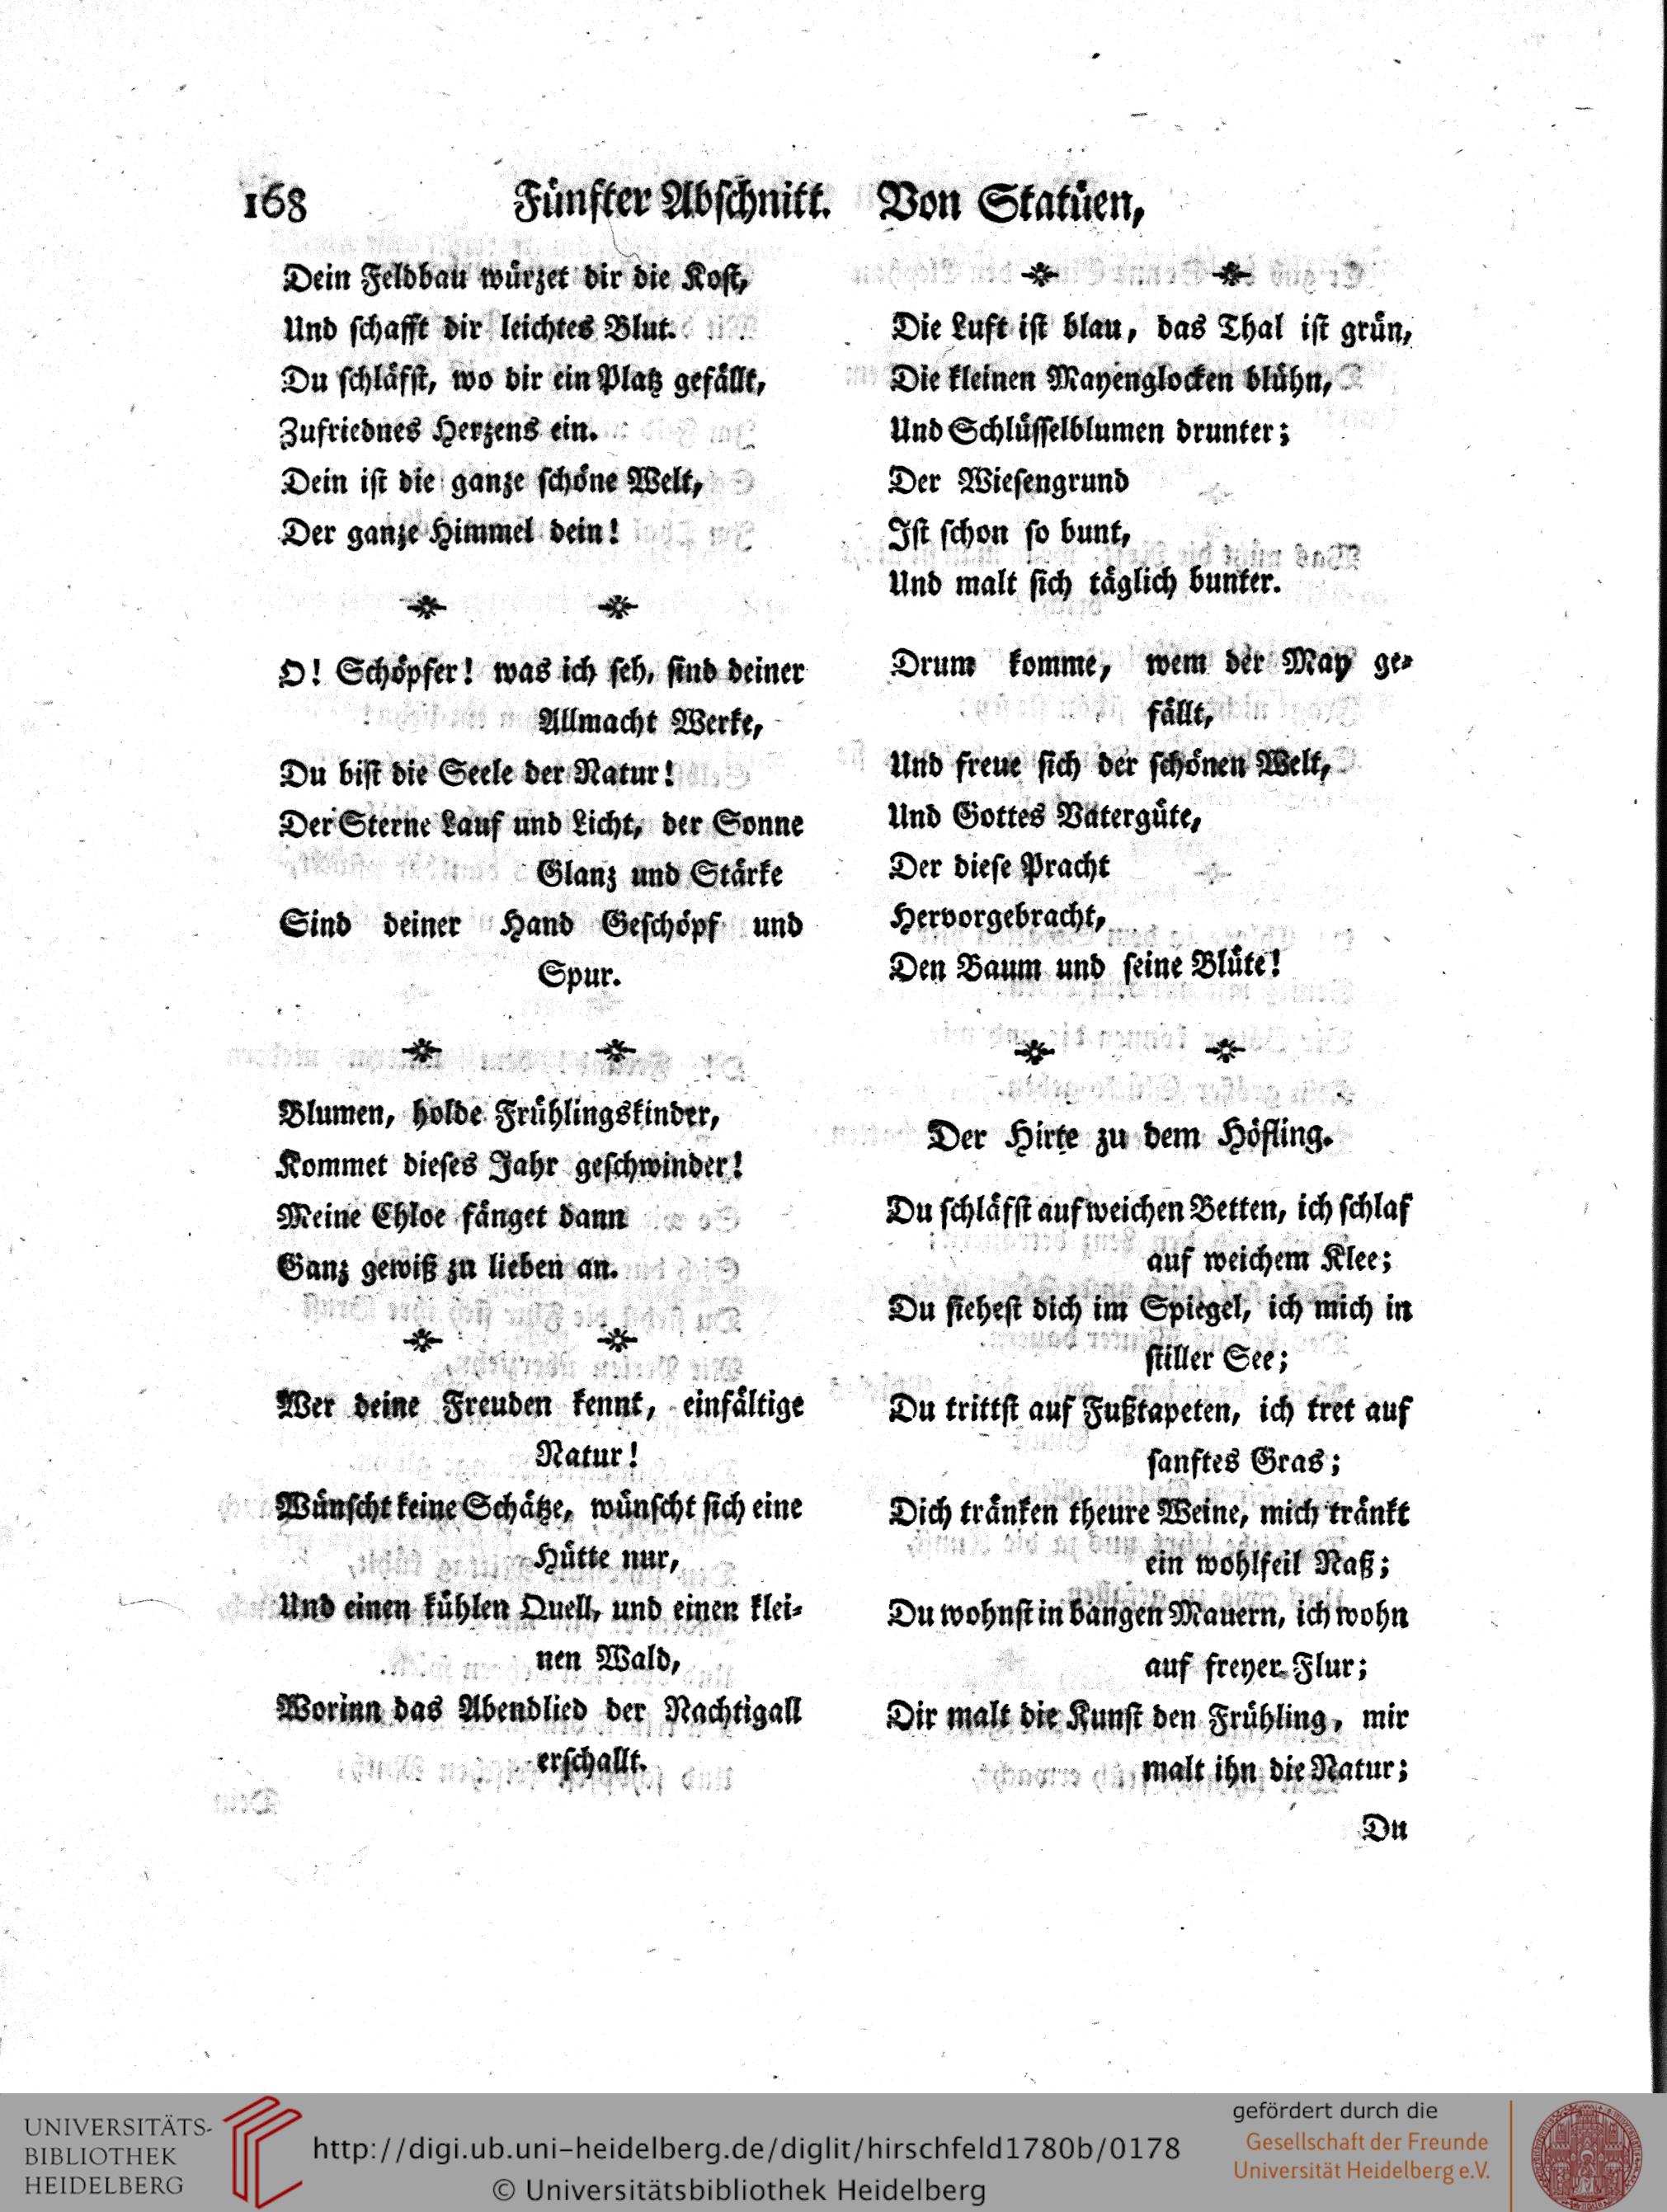 168 Fünfter Abschnitt. Von Statüen,
Dein Feldbau würzet dir die Kost,
Und schafft dir leichtes Blut.
Du schläfst, wo dir ein Platz gefällt,
Zufriednes Herzens ein.
Dein ist die ganze schöne Welt,
Der ganze Himmel dein!
O! Schöpfer! was ich seh, sind deiner
Allmacht Werke,
Du bist die Seele der Natur!
Der Sterne Lauf und Licht, der Sonne
Glanz und Stärke
Sind deiner Hand Geschöpf und
Spur.
Blumen, holde Frühlingskinder,
Kommet dieses Jahr geschwinder!
Meine Chloe fänget dann
Ganz gewiß zu lieben an.
Wer deine Freuden kennt, einfältige
Natur!
Wünscht keine Schätze, wünscht sich eine
Hütte nur,
Und einen kühlen Quell, und einen klei-
nen Wald,
Worinn das Abendlied der Nachtigall
erschallt.
Die Luft ist blau, das Thal ist grün,
Die kleinen Mayenglocken blühn,
Und Schlüsselblumen drunter;
Der Wiesengrund
Ist schon so bunt,
Und malt sich täglich bunter.
Drum komme, wem der May ge-
fällt,
Und freue sich der schönen Welt,
Und Gottes Vatergüte,
Der diese Pracht
Hervorgebracht,
Den Baum und seine Blüte!
Der Hirte zu dem Höfling.
Du schläfst auf weichen Betten, ich schlaf
auf weichem Klee;
Du siehest dich im Spiegel, ich mich in
stiller See;
Du trittst auf Fußtapeten, ich tret auf
sanftes Gras;
Dich tränken theure Weine, mich tränkt
ein wohlfeil Naß;
Du wohnst in bangen Mauern, ich wohn
auf freyer Flur;
Dir malt die Kunst den Frühling, mir
malt ihn die Natur;
Du
UNIVERSITÄTS-
BIBLIOTHEK
HEIDELBERG
http://digi.ub.uni-heidelberg.de/diglit/hirschfeld1780b/0178
© Universitätsbibliothek Heidelberg
gefördert durch die
Gesellschaft der Freunde
Universität Heidelberg e.V.